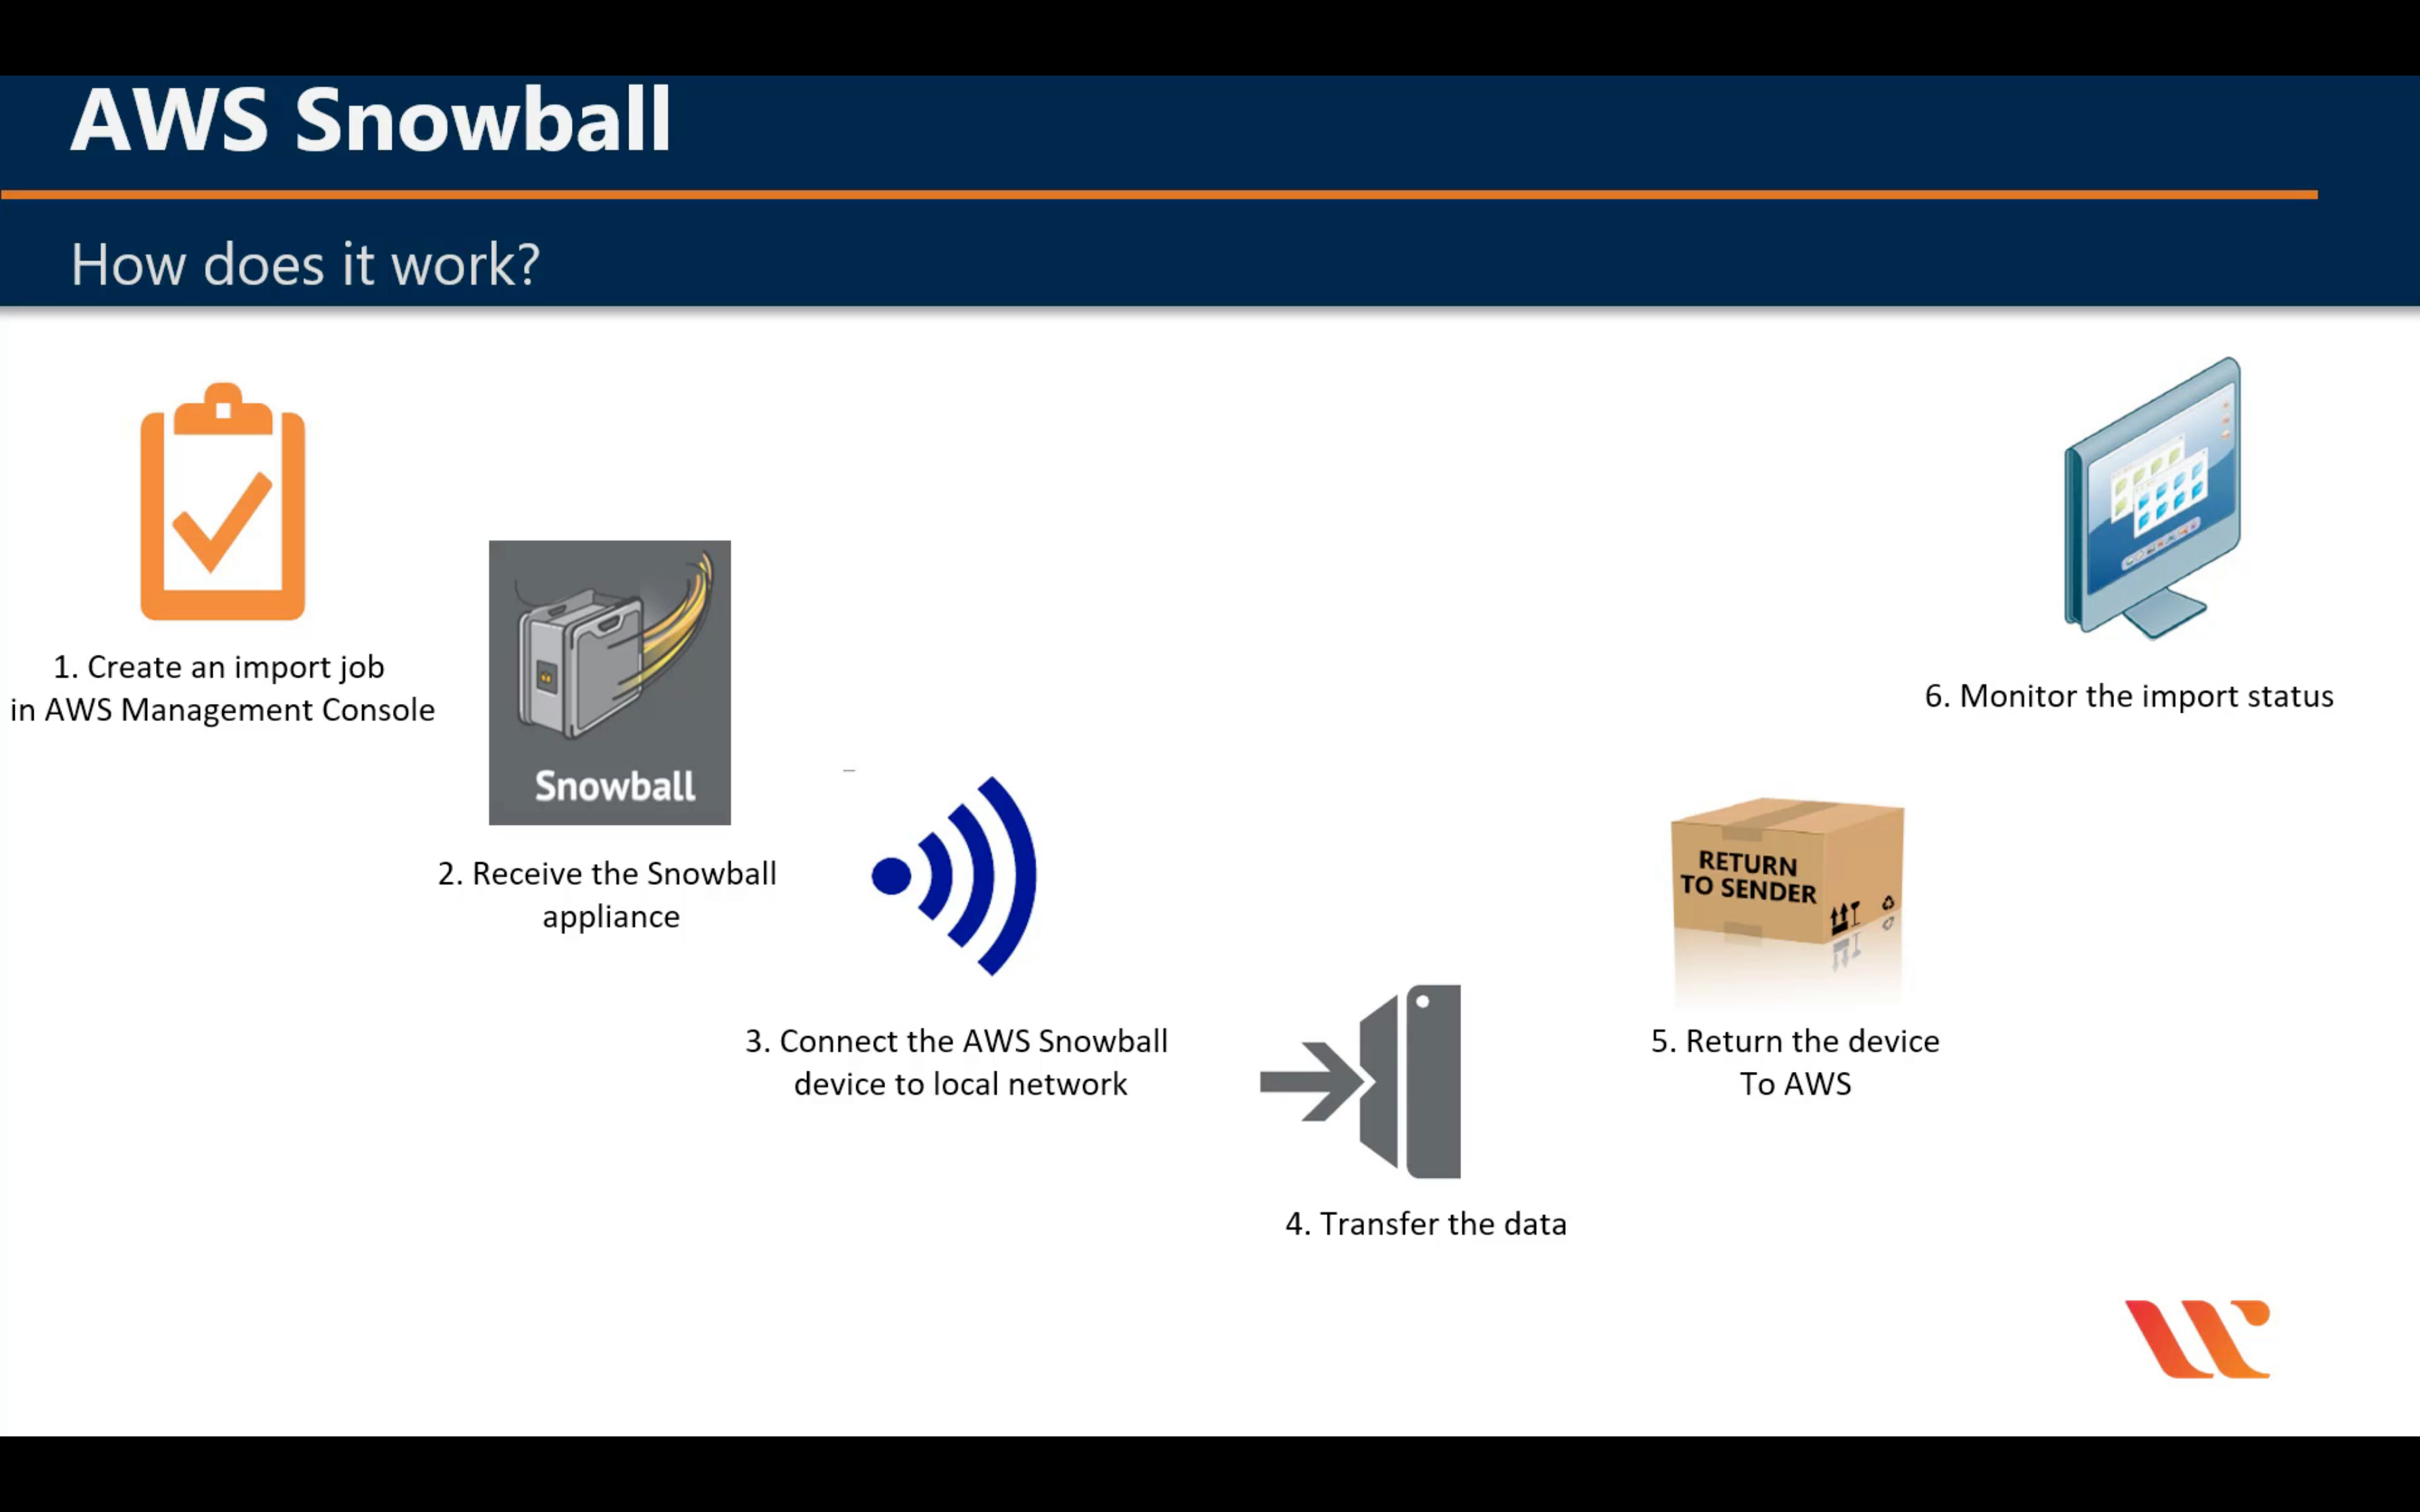 AWS Snowball
How does it work?
1. Create an import job
in AWS Management Console
Snowball
2. Receive the Snowball
appliance
3. Connect the AWS Snowball
device to local network
4. Transfer the data
RETURN
TO SENDER
5. Return the device
To AWS
6. Monitor the import status